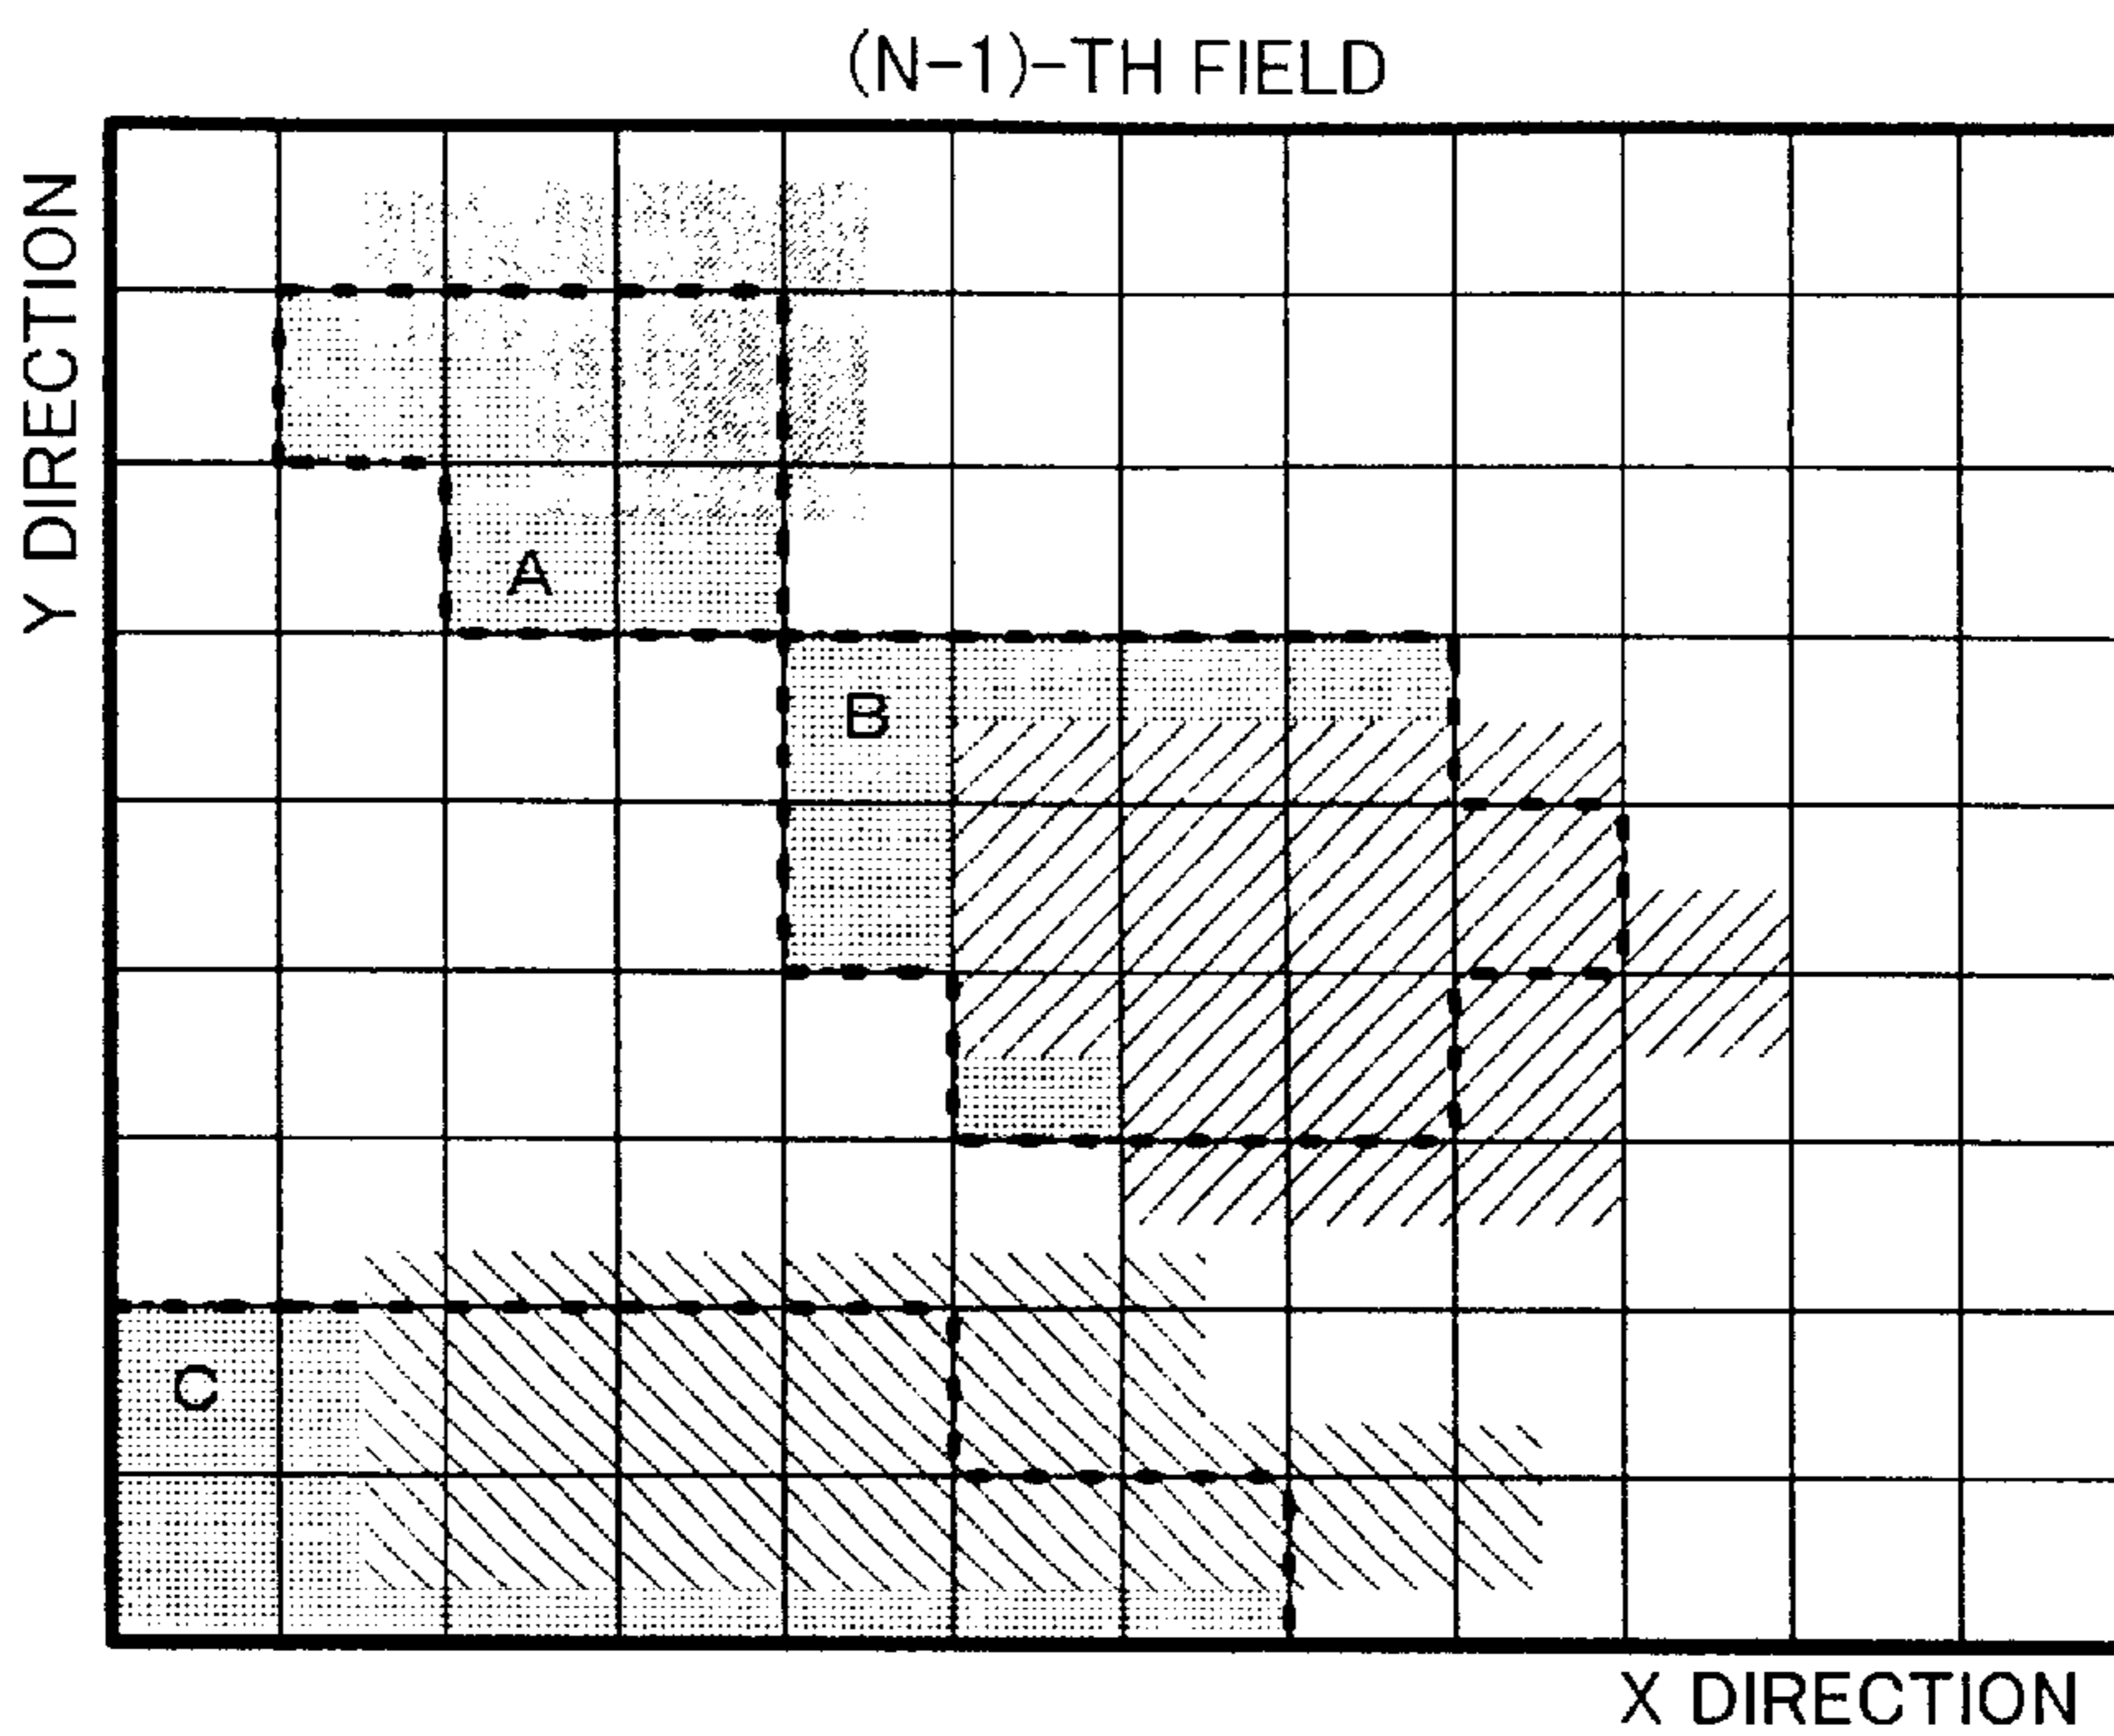 (N-1)-TH FIELD
Y DIRECTION
A
B
C
X DIRECTION